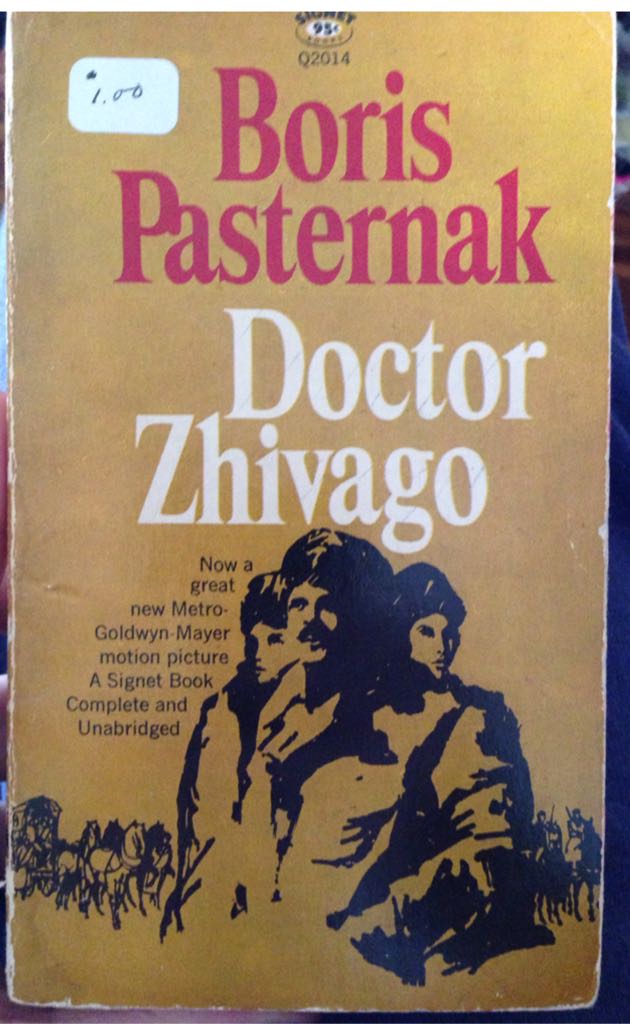 SIGNET
95¢
BOOKS
Q2014
1.00
Boris
Pasternak
Doctor
Zhivago
Now a
great
new Metro-
Goldwyn-Mayer
motion picture
A Signet Book
Complete and
Unabridged